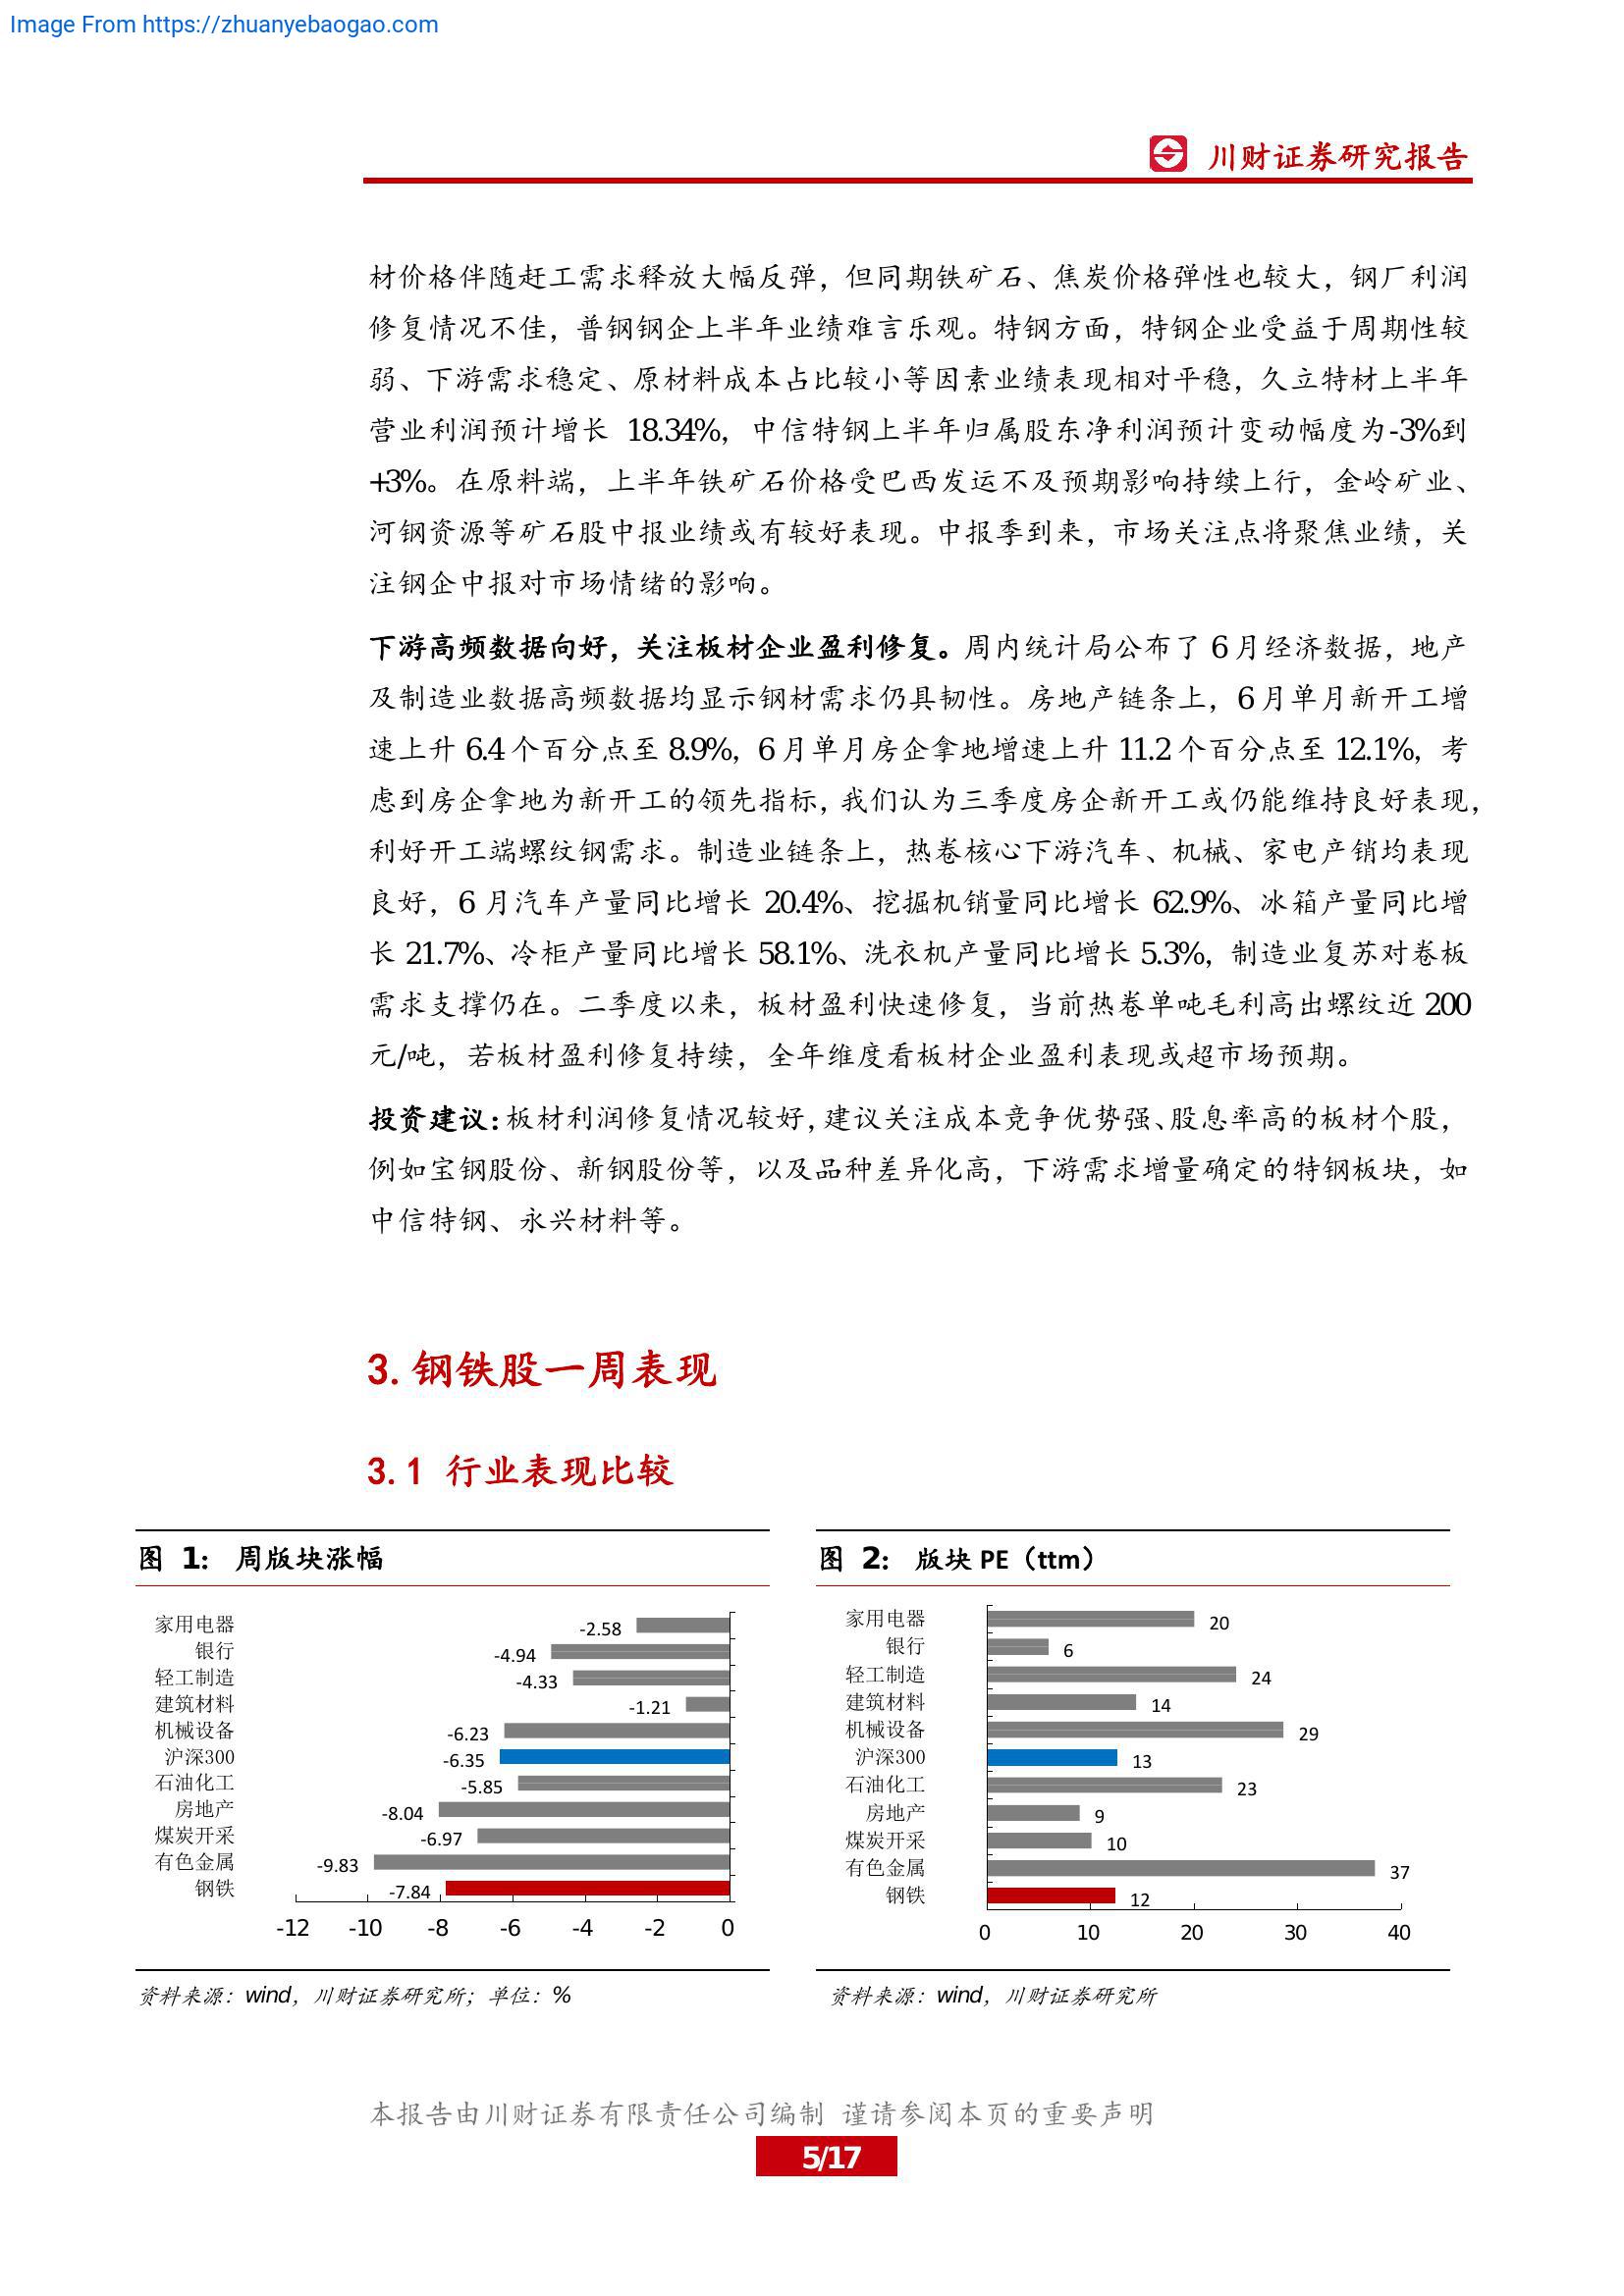 Image From https://zhuanyebaogao.com
川财证券研究报告
材价格伴随赶工需求释放大幅反弹，但同期铁矿石、焦炭价格弹性也较大，钢厂利润
修复情况不佳，普钢钢企上半年业绩难言乐观。特钢方面，特钢企业受益于周期性较
弱、下游需求稳定、原材料成本占比较小等因素业绩表现相对平稳，久立特材上半年
营业利润预计增长 18.34%，中信特钢上半年归属股东净利润预计变动幅度为-3%到
+3%。在原料端，上半年铁矿石价格受巴西发运不及预期影响持续上行，金岭矿业、
河钢资源等矿石股中报业绩或有较好表现。中报季到来，市场关注点将聚焦业绩，关
注钢企中报对市场情绪的影响。
下游高频数据向好，关注板材企业盈利修复。周内统计局公布了 6 月经济数据，地产
及制造业数据高频数据均显示钢材需求仍具韧性。房地产链条上，6 月单月新开工增
速上升 6.4 个百分点至 8.9%，6 月单月房企拿地增速上升 11.2 个百分点至 12.1%，考
虑到房企拿地为新开工的领先指标，我们认为三季度房企新开工或仍能维持良好表现，
利好开工端螺纹钢需求。制造业链条上，热卷核心下游汽车、机械、家电产销均表现
良好，6 月汽车产量同比增长 20.4%、挖掘机销量同比增长 62.9%、冰箱产量同比增
长 21.7%、冷柜产量同比增长 58.1%、洗衣机产量同比增长 5.3%，制造业复苏对卷板
需求支撑仍在。二季度以来，板材盈利快速修复，当前热卷单吨毛利高出螺纹近 200
元/吨，若板材盈利修复持续，全年维度看板材企业盈利表现或超市场预期。
投资建议：板材利润修复情况较好，建议关注成本竞争优势强、股息率高的板材个股，
例如宝钢股份、新钢股份等，以及品种差异化高，下游需求增量确定的特钢板块，如
中信特钢、永兴材料等。
3. 钢铁股一周表现
3.1 行业表现比较
图 1： 周版块涨幅
家用电器 -2.58
银行 -4.94
轻工制造 -4.33
建筑材料 -1.21
机械设备 -6.23
沪深300 -6.35
石油化工 -5.85
房地产 -8.04
煤炭开采 -6.97
有色金属 -9.83
钢铁 -7.84
-12 -10 -8 -6 -4 -2 0
资料来源：wind，川财证券研究所；单位：%
图 2： 版块 PE（ttm）
家用电器 20
银行 6
轻工制造 24
建筑材料 14
机械设备 29
沪深300 13
石油化工 23
房地产 9
煤炭开采 10
有色金属 37
钢铁 12
0 10 20 30 40
资料来源：wind，川财证券研究所
本报告由川财证券有限责任公司编制 谨请参阅本页的重要声明
5/17